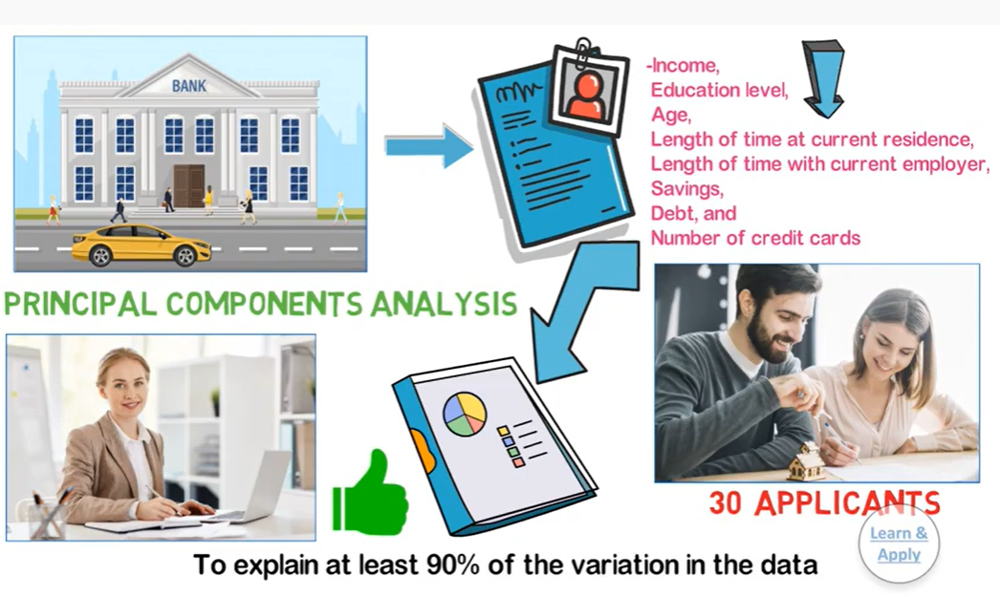 BANK
-Income,
Education level,
Age,
Length of time at current residence,
Length of time with current employer,
Savings,
Debt, and
Number of credit cards
PRINCIPAL COMPONENTS ANALYSIS
30 APPLICANTS
Learn &
Apply
To explain at least 90% of the variation in the data